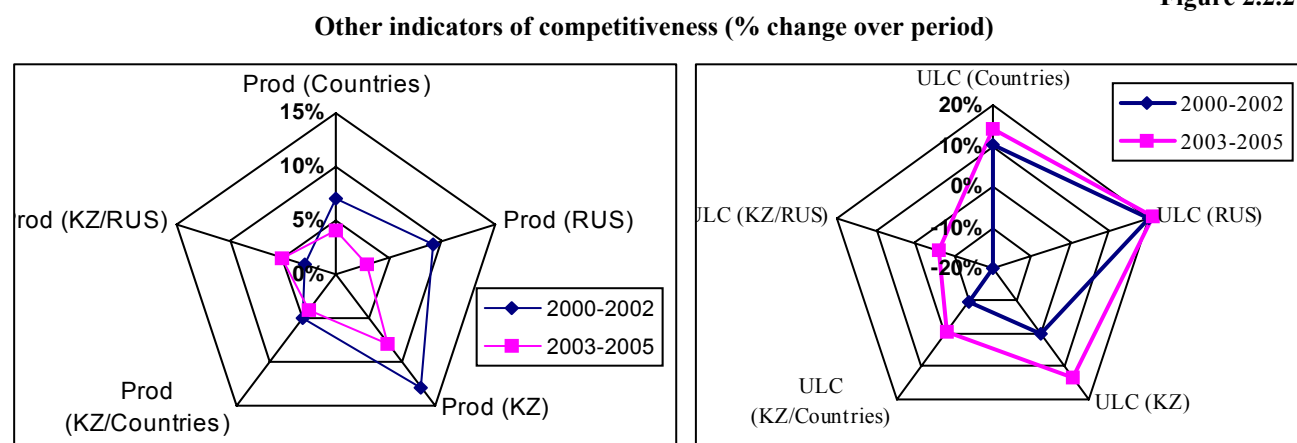 Figure 2.2.2
Other indicators of competitiveness (% change over period)
Prod (Countries)
15%
10%
5%
0%
Prod (KZ/RUS)
Prod (RUS)
2000-2002
2003-2005
Prod
(KZ/Countries)
Prod (KZ)
ULC (Countries)
20%
10%
0%
-10%
-20%
2000-2002
2003-2005
ULC (KZ/RUS)
ULC (RUS)
ULC
(KZ/Countries)
ULC (KZ)